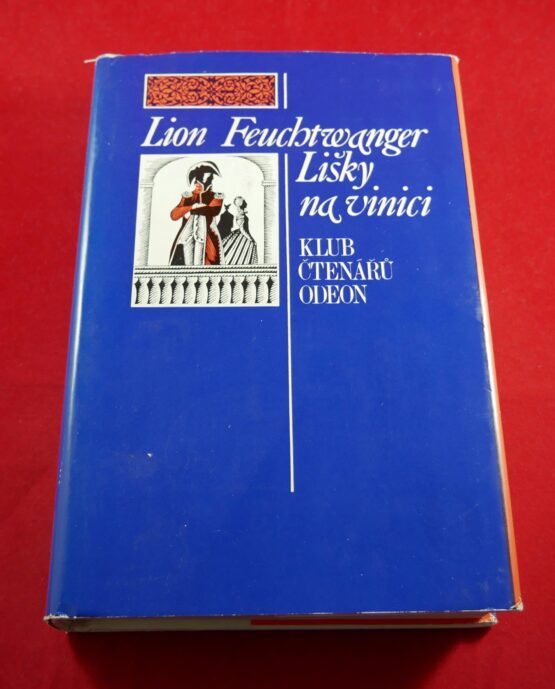 Lion Feuchtwanger
Lišky
na vinici
KLUB
ČTENÁŘŮ
ODEON